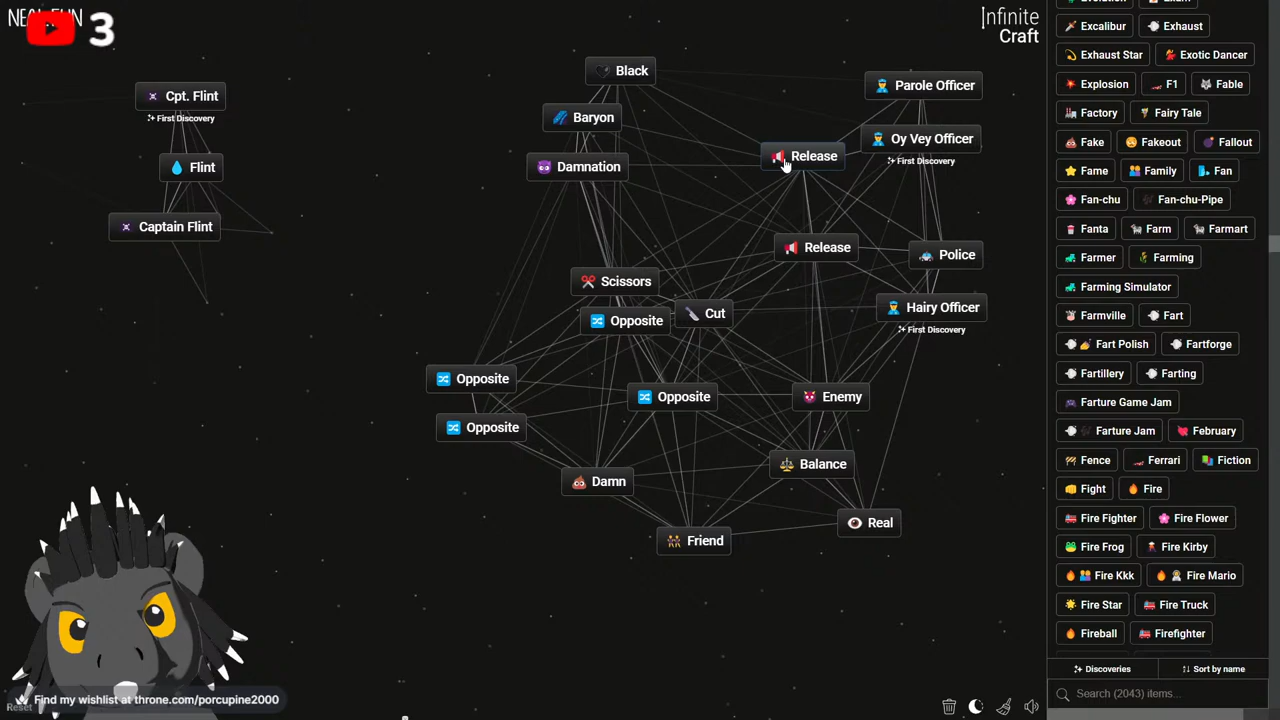 NEAL.FUN
3
Infinite
Craft
Cpt. Flint
First Discovery
Flint
Captain Flint
Black
Baryon
Damnation
Parole Officer
Oy Vey Officer
First Discovery
Release
Release
Police
Hairy Officer
First Discovery
Scissors
Opposite
Cut
Opposite
Opposite
Enemy
Opposite
Balance
Damn
Real
Friend
Excalibur Exhaust
Exhaust Star Exotic Dancer
Explosion F1 Fable
Factory Fairy Tale
Fake Fakeout Fallout
Fame Family Fan
Fan-chu Fan-chu-Pipe
Fanta Farm Farmart
Farmer Farming
Farming Simulator
Farmville Fart
Fart Polish Fartforge
Fartillery Farting
Farture Game Jam
Farture Jam February
Fence Ferrari Fiction
Fight Fire
Fire Fighter Fire Flower
Fire Frog Fire Kirby
Fire Kkk Fire Mario
Fire Star Fire Truck
Fireball Firefighter
Discoveries Sort by name
Search (2043) items...
Find my wishlist at throne.com/porcupine2000
Reset